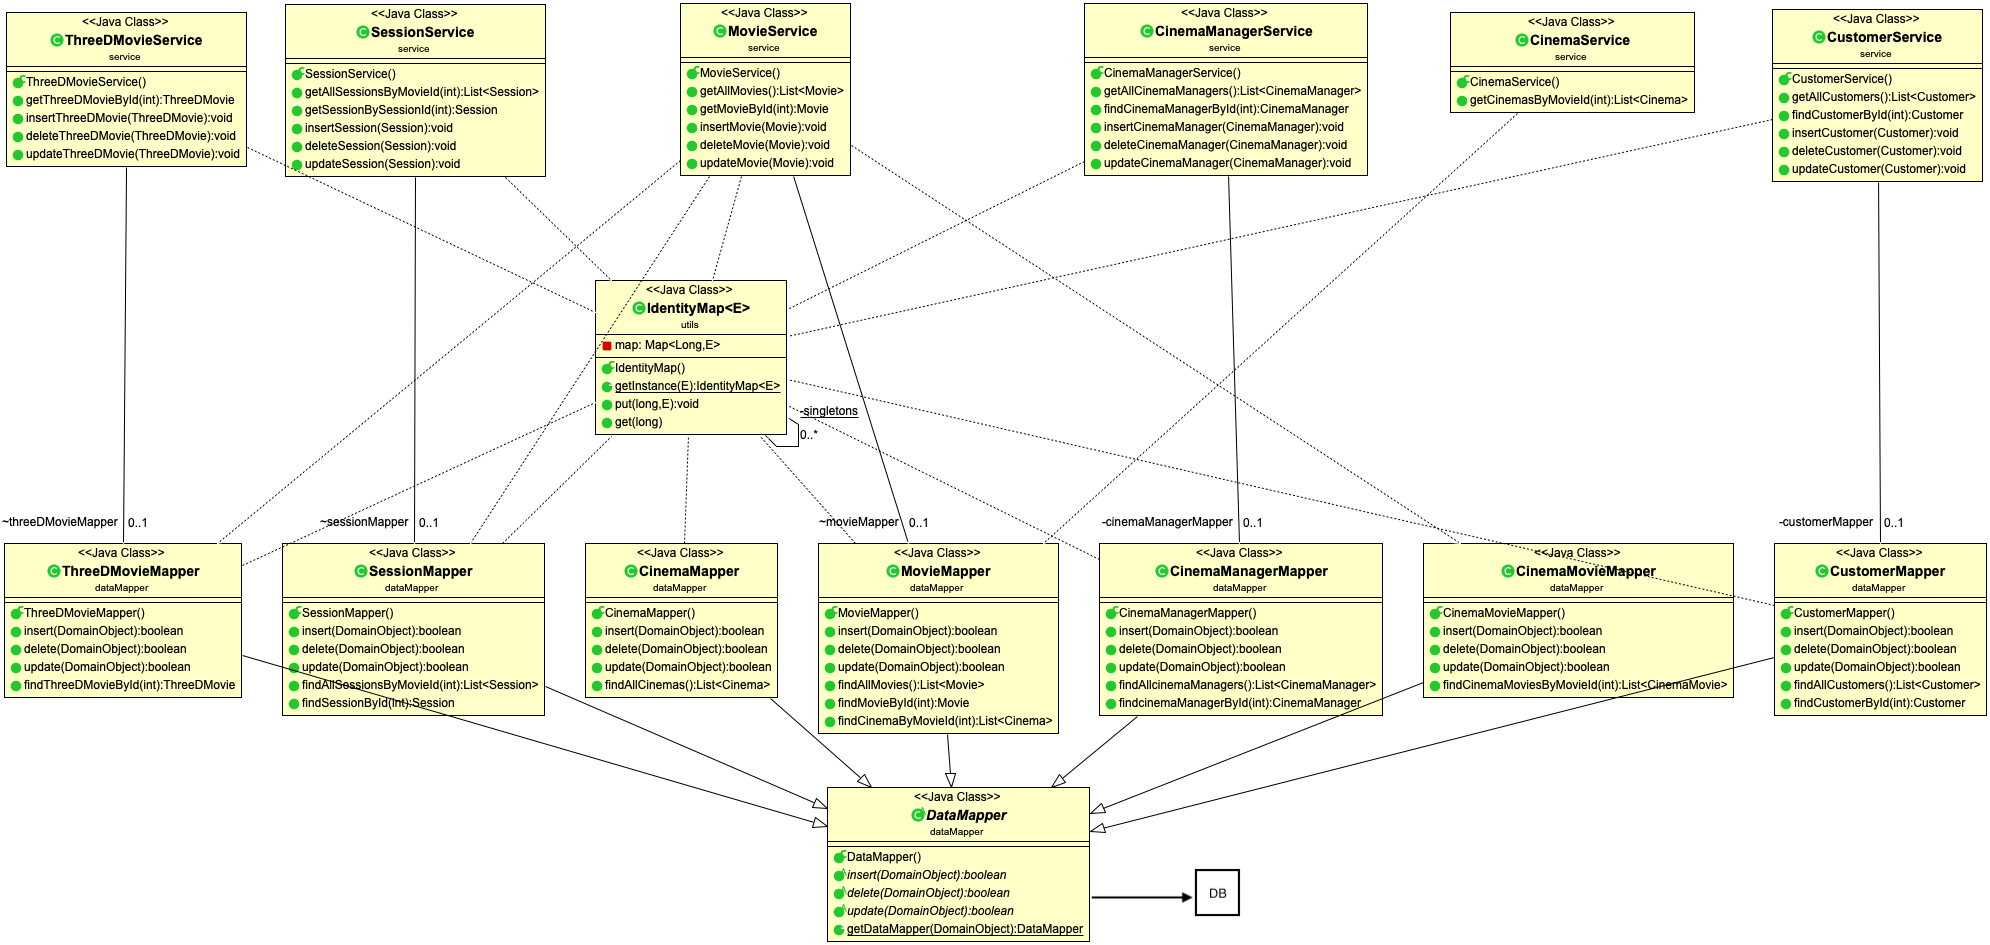 <<Java Class>>
ThreeDMovieService
service
ThreeDMovieService()
getThreeDMovieById(int):ThreeDMovie
insertThreeDMovie(ThreeDMovie):void
deleteThreeDMovie(ThreeDMovie):void
updateThreeDMovie(ThreeDMovie):void
<<Java Class>>
SessionService
service
SessionService()
getAllSessionsByMovieId(int):List<Session>
getSessionBySessionId(int):Session
insertSession(Session):void
deleteSession(Session):void
updateSession(Session):void
<<Java Class>>
MovieService
service
MovieService()
getAllMovies():List<Movie>
getMovieById(int):Movie
insertMovie(Movie):void
deleteMovie(Movie):void
updateMovie(Movie):void
<<Java Class>>
CinemaManagerService
service
CinemaManagerService()
getAllCinemaManagers():List<CinemaManager>
findCinemaManagerById(int):CinemaManager
insertCinemaManager(CinemaManager):void
deleteCinemaManager(CinemaManager):void
updateCinemaManager(CinemaManager):void
<<Java Class>>
CinemaService
service
CinemaService()
getCinemasByMovieId(int):List<Cinema>
<<Java Class>>
CustomerService
service
CustomerService()
getAllCustomers():List<Customer>
findCustomerById(int):Customer
insertCustomer(Customer):void
deleteCustomer(Customer):void
updateCustomer(Customer):void
<<Java Class>>
IdentityMap<E>
utils
map: Map<Long,E>
IdentityMap()
getInstance(E):IdentityMap<E>
put(long,E):void
get(long)
-singletons
0..*
~threeDMovieMapper 0..1
~sessionMapper 0..1
~movieMapper 0..1
-cinemaManagerMapper 0..1
-customerMapper 0..1
<<Java Class>>
ThreeDMovieMapper
dataMapper
ThreeDMovieMapper()
insert(DomainObject):boolean
delete(DomainObject):boolean
update(DomainObject):boolean
findThreeDMovieById(int):ThreeDMovie
<<Java Class>>
SessionMapper
dataMapper
SessionMapper()
insert(DomainObject):boolean
delete(DomainObject):boolean
update(DomainObject):boolean
findAllSessionsByMovieId(int):List<Session>
findSessionById(int):Session
<<Java Class>>
CinemaMapper
dataMapper
CinemaMapper()
insert(DomainObject):boolean
delete(DomainObject):boolean
update(DomainObject):boolean
findAllCinemas():List<Cinema>
<<Java Class>>
MovieMapper
dataMapper
MovieMapper()
insert(DomainObject):boolean
delete(DomainObject):boolean
update(DomainObject):boolean
findAllMovies():List<Movie>
findMovieById(int):Movie
findCinemaByMovieId(int):List<Cinema>
<<Java Class>>
CinemaManagerMapper
dataMapper
CinemaManagerMapper()
insert(DomainObject):boolean
delete(DomainObject):boolean
update(DomainObject):boolean
findAllcinemaManagers():List<CinemaManager>
findcinemaManagerById(int):CinemaManager
<<Java Class>>
CinemaMovieMapper
dataMapper
CinemaMovieMapper()
insert(DomainObject):boolean
delete(DomainObject):boolean
update(DomainObject):boolean
findCinemaMoviesByMovieId(int):List<CinemaMovie>
<<Java Class>>
CustomerMapper
dataMapper
CustomerMapper()
insert(DomainObject):boolean
delete(DomainObject):boolean
update(DomainObject):boolean
findAllCustomers():List<Customer>
findCustomerById(int):Customer
<<Java Class>>
DataMapper
dataMapper
DataMapper()
insert(DomainObject):boolean
delete(DomainObject):boolean
update(DomainObject):boolean
getDataMapper(DomainObject):DataMapper
DB